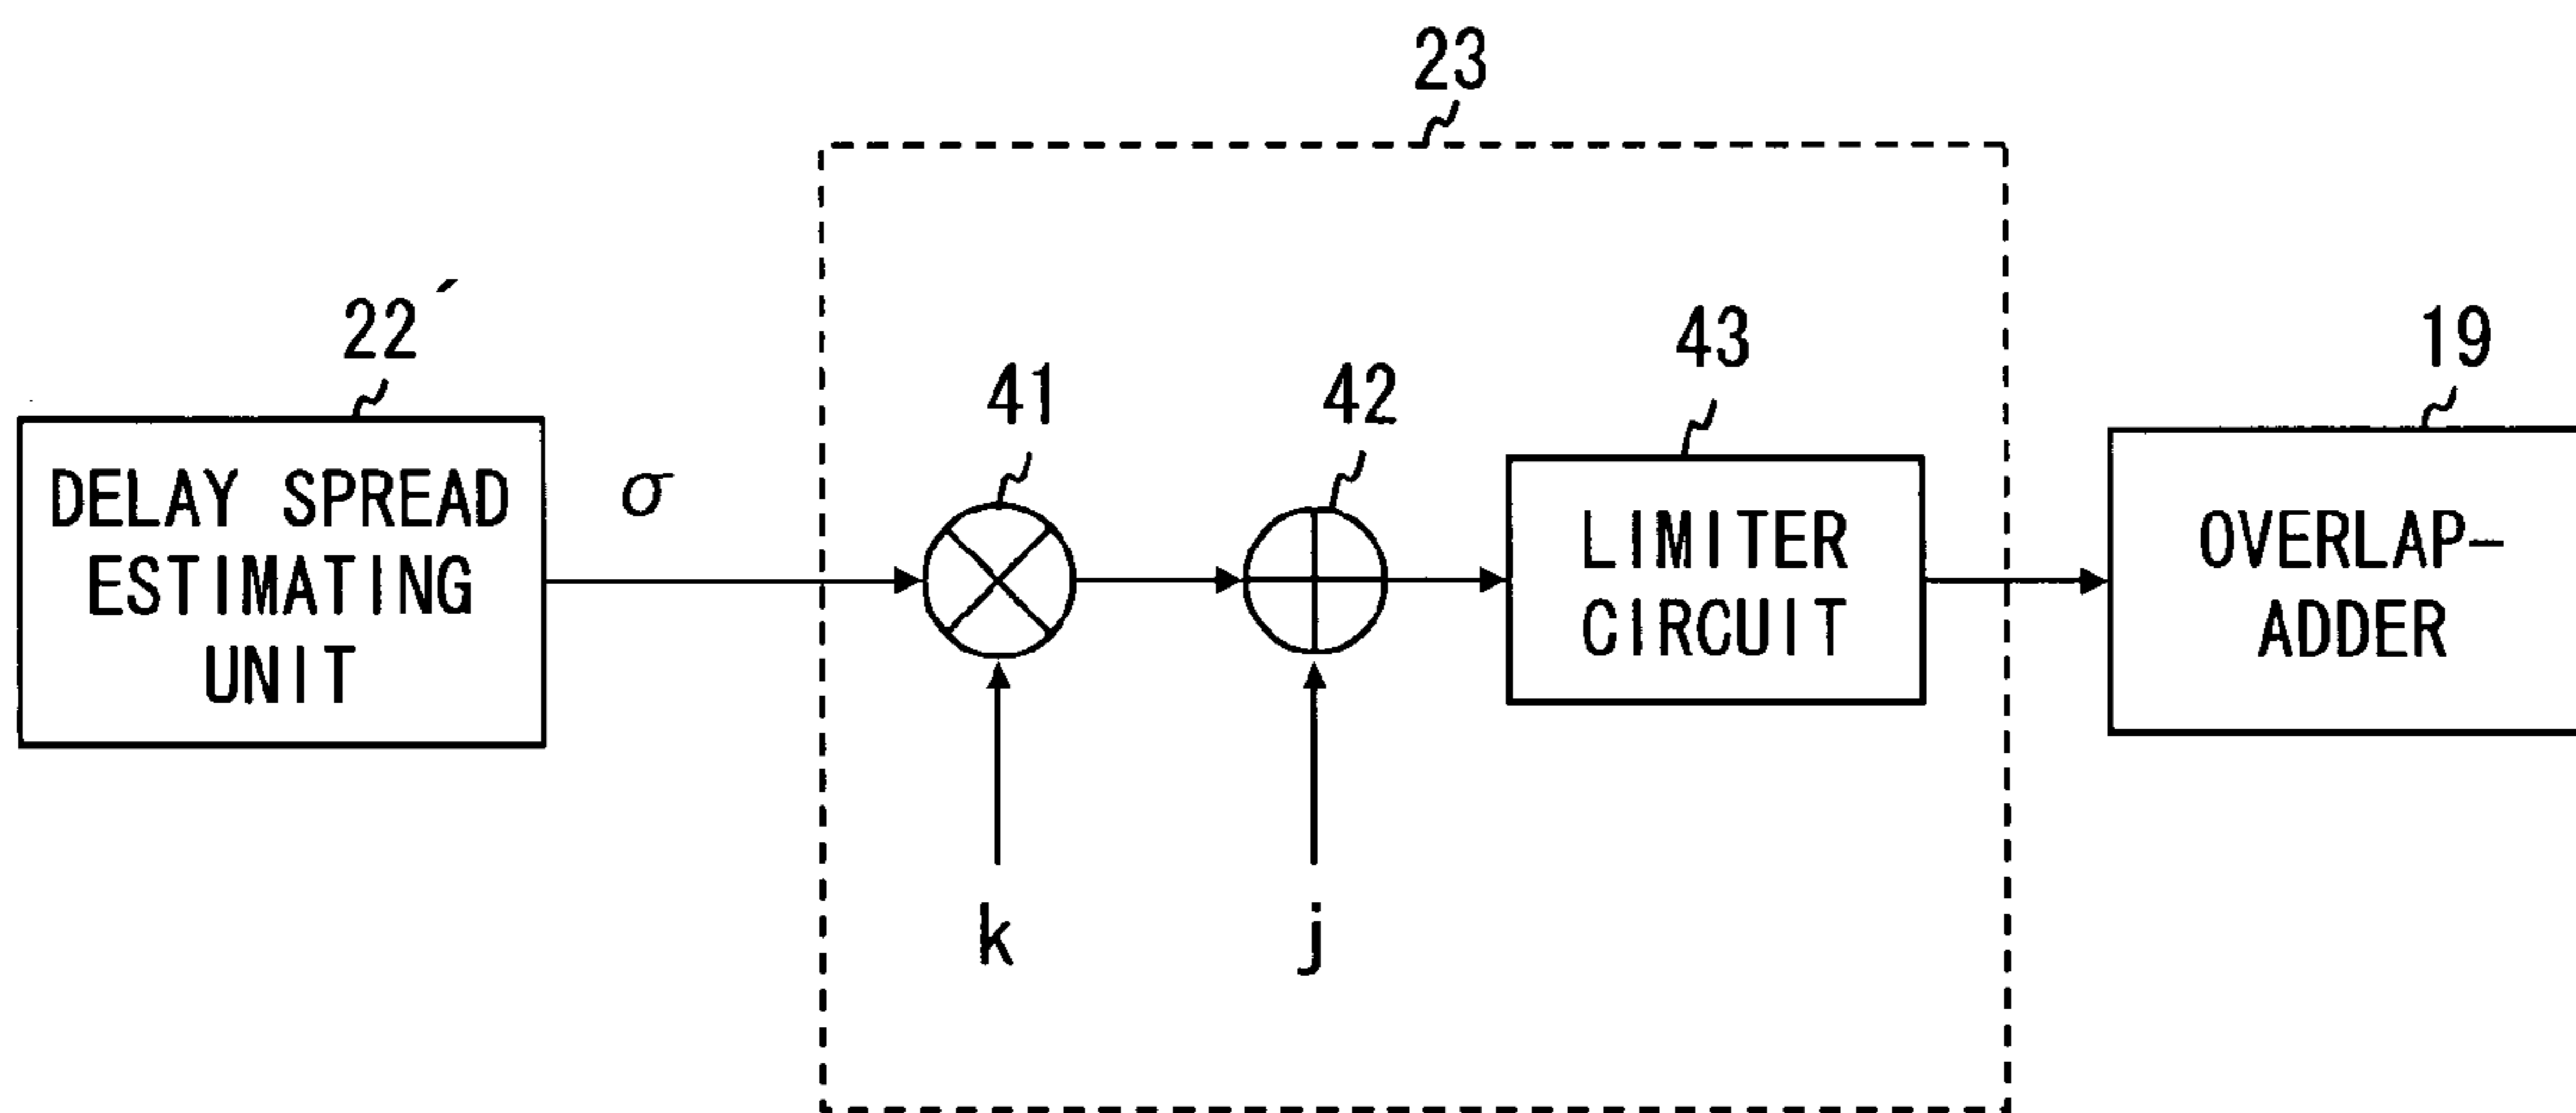 23
22´
DELAY SPREAD
ESTIMATING
UNIT
σ
41
42
43
LIMITER
CIRCUIT
19
OVERLAP-
ADDER
k
j